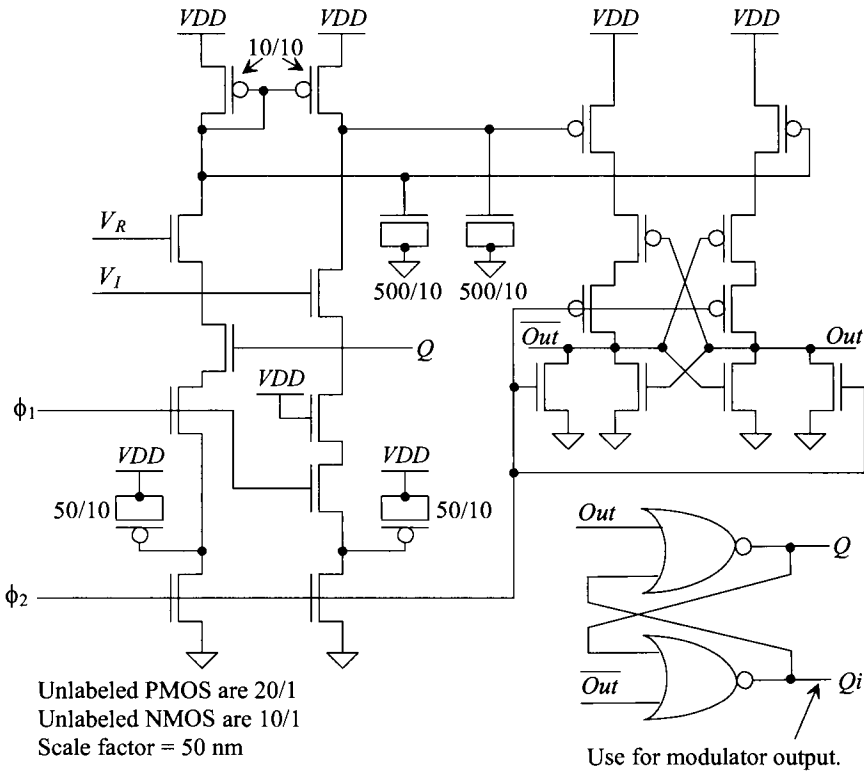 VDD
VDD
VDD
VDD
10/10
V_R
V_I
500/10
500/10
Q
\overline{Out}
Out
VDD
ϕ₁
VDD
VDD
50/10
50/10
ϕ₂
Out
Q
\overline{Out}
Qi
Unlabeled PMOS are 20/1
Unlabeled NMOS are 10/1
Scale factor = 50 nm
Use for modulator output.